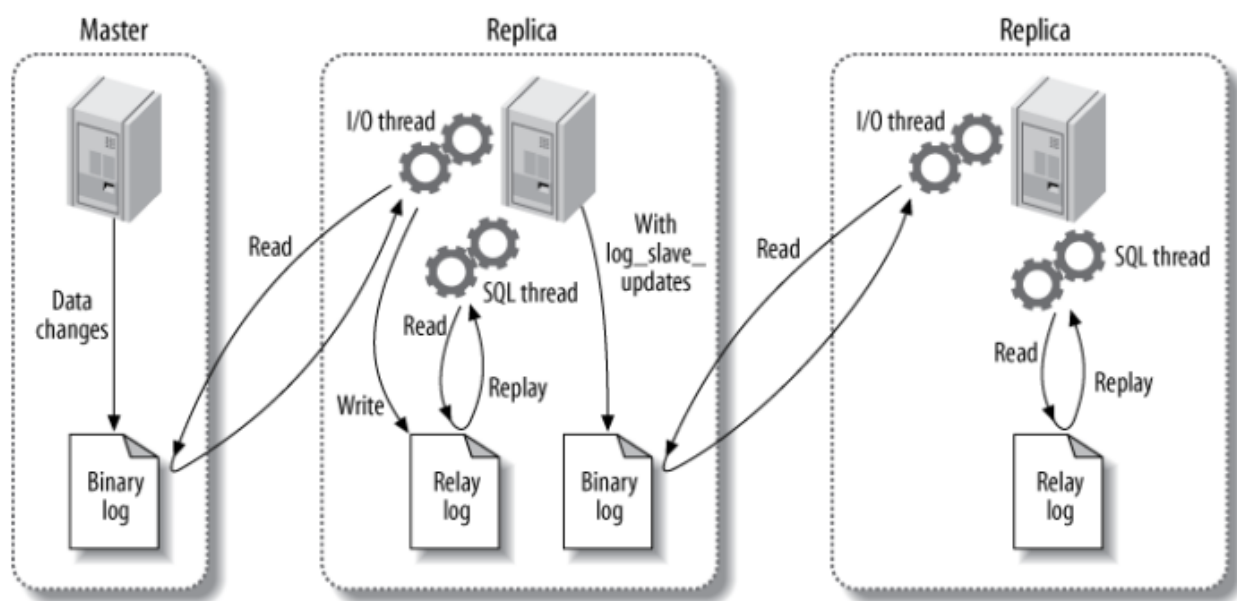 Master
Data
changes
Binary
log
Read
Replica
I/O thread
SQL thread
Read
Replay
Write
Relay
log
With
log_slave_
updates
Binary
log
Read
Replica
I/O thread
SQL thread
Read
Replay
Relay
log